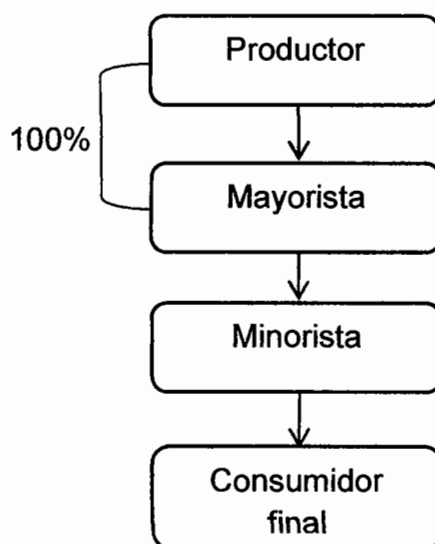 Productor
100%
Mayorista
Minorista
Consumidor
final